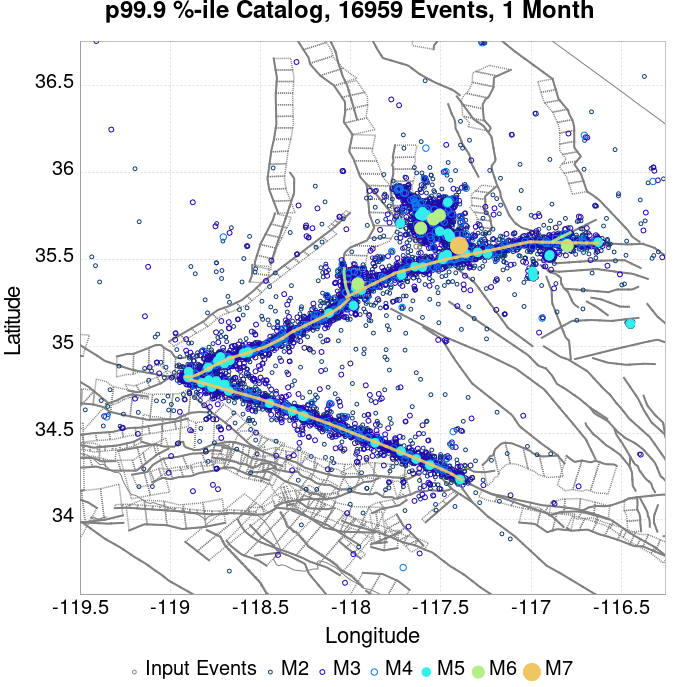 p99.9 %-ile Catalog, 16959 Events, 1 Month
36.5
36
35.5
35
34.5
34
Latitude
-119.5 -119 -118.5 -118 -117.5 -117 -116.5
Longitude
Input Events M2 M3 M4 M5 M6 M7